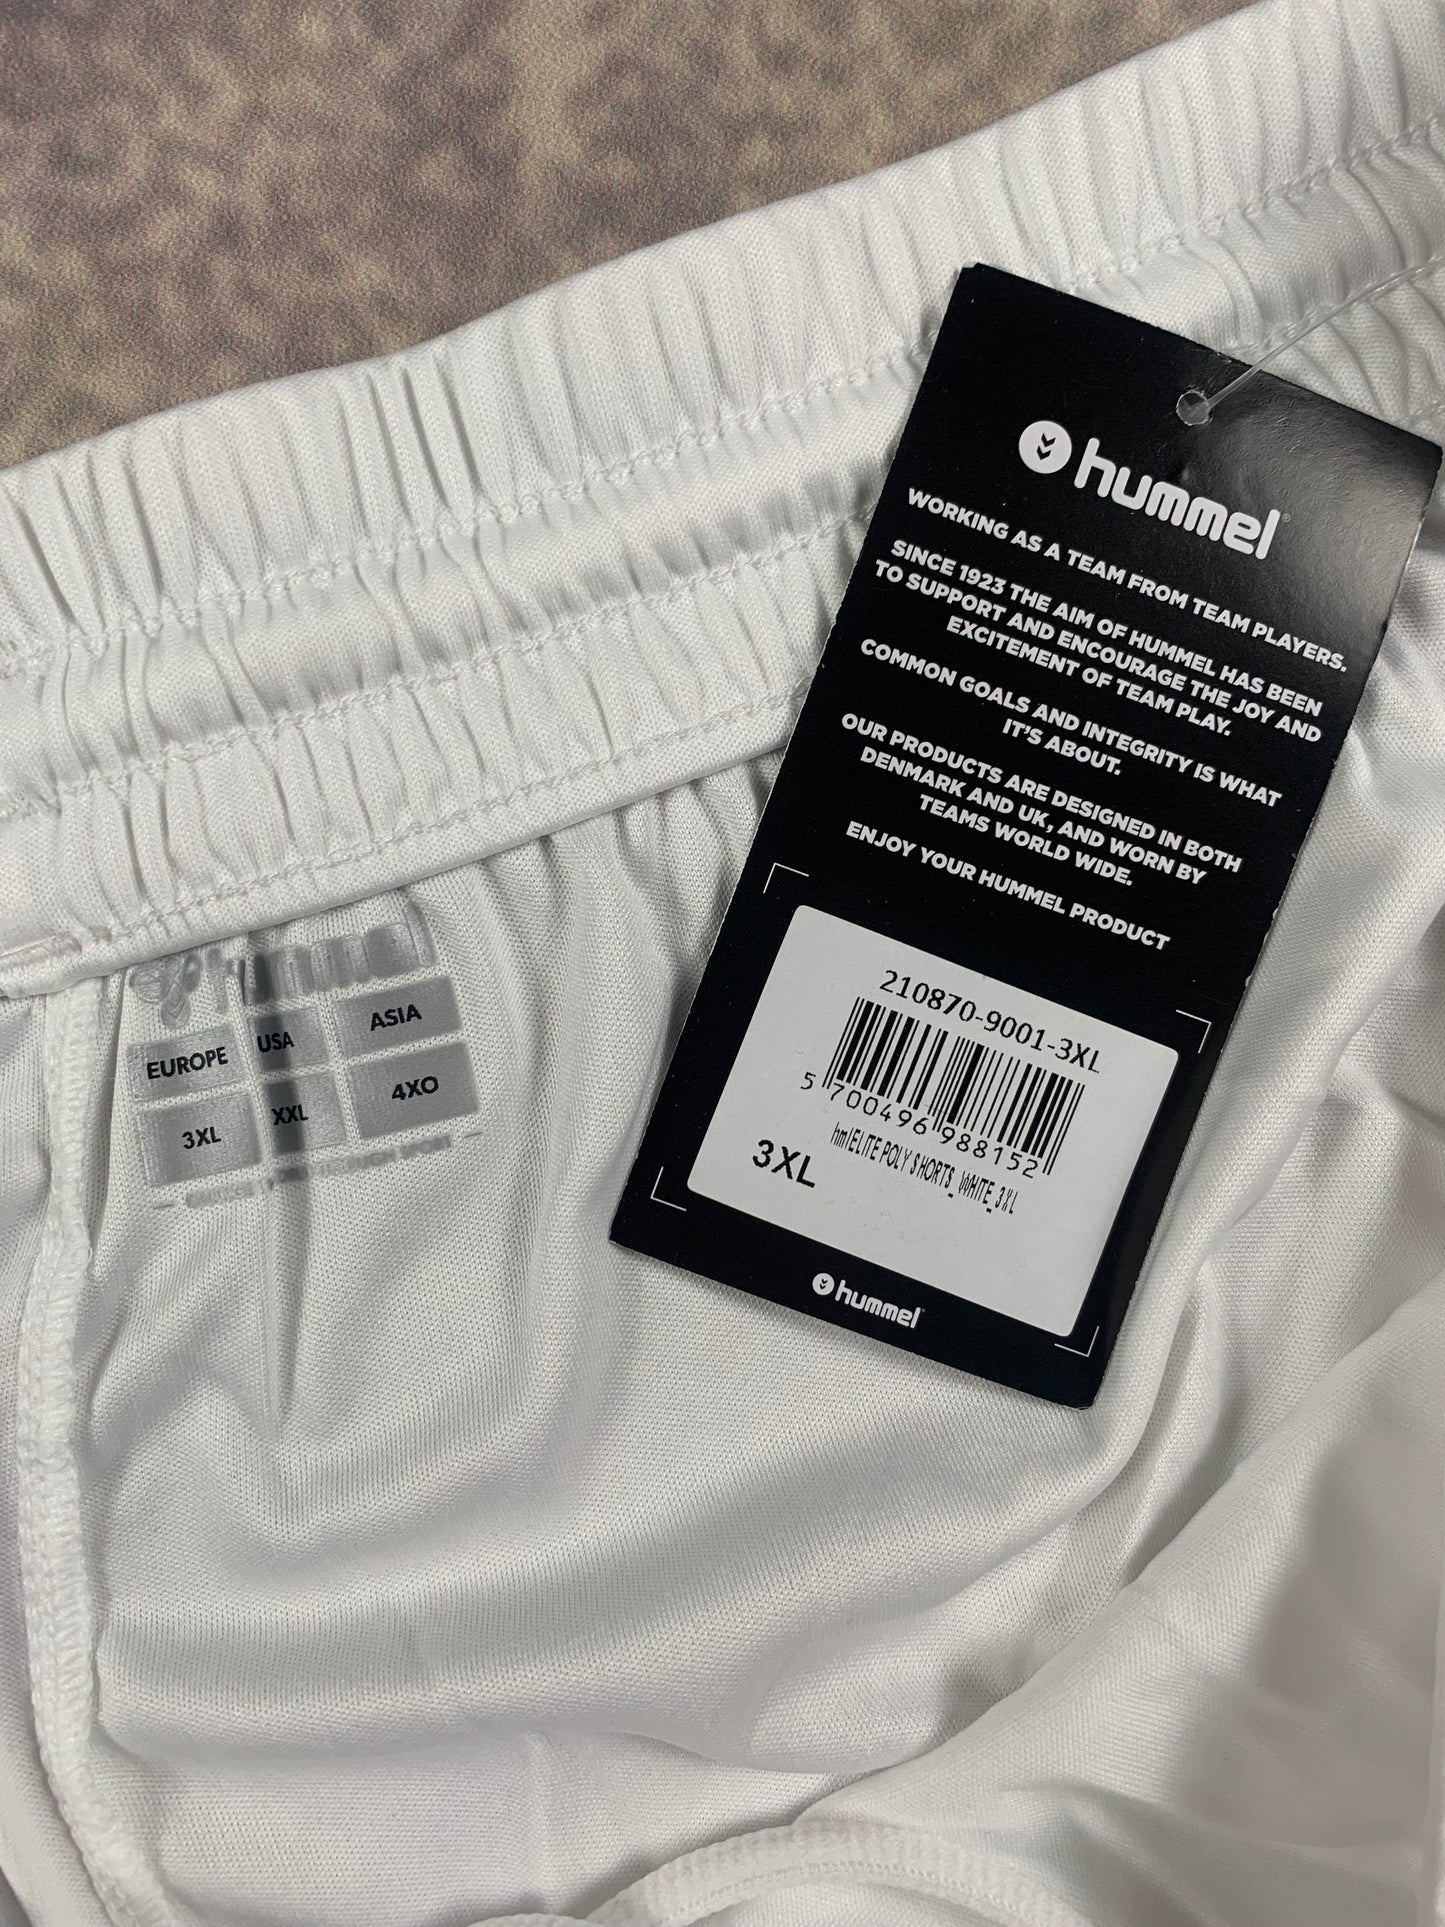 hummel
WORKING AS A TEAM FROM TEAM PLAYERS.
SINCE 1923 THE AIM OF HUMMEL HAS BEEN
TO SUPPORT AND ENCOURAGE THE JOY AND
EXCITEMENT OF TEAM PLAY.
COMMON GOALS AND INTEGRITY IS WHAT
IT'S ABOUT.
OUR PRODUCTS ARE DESIGNED IN BOTH
DENMARK AND UK, AND WORN BY
TEAMS WORLD WIDE.
ENJOY YOUR HUMMEL PRODUCT
210870-9001-3XL
5 700496 988152
hmlELITE POLY SHORTS_WHITE_3XL
3XL
hummel
hummel
EUROPE USA ASIA
3XL XXL 4XO